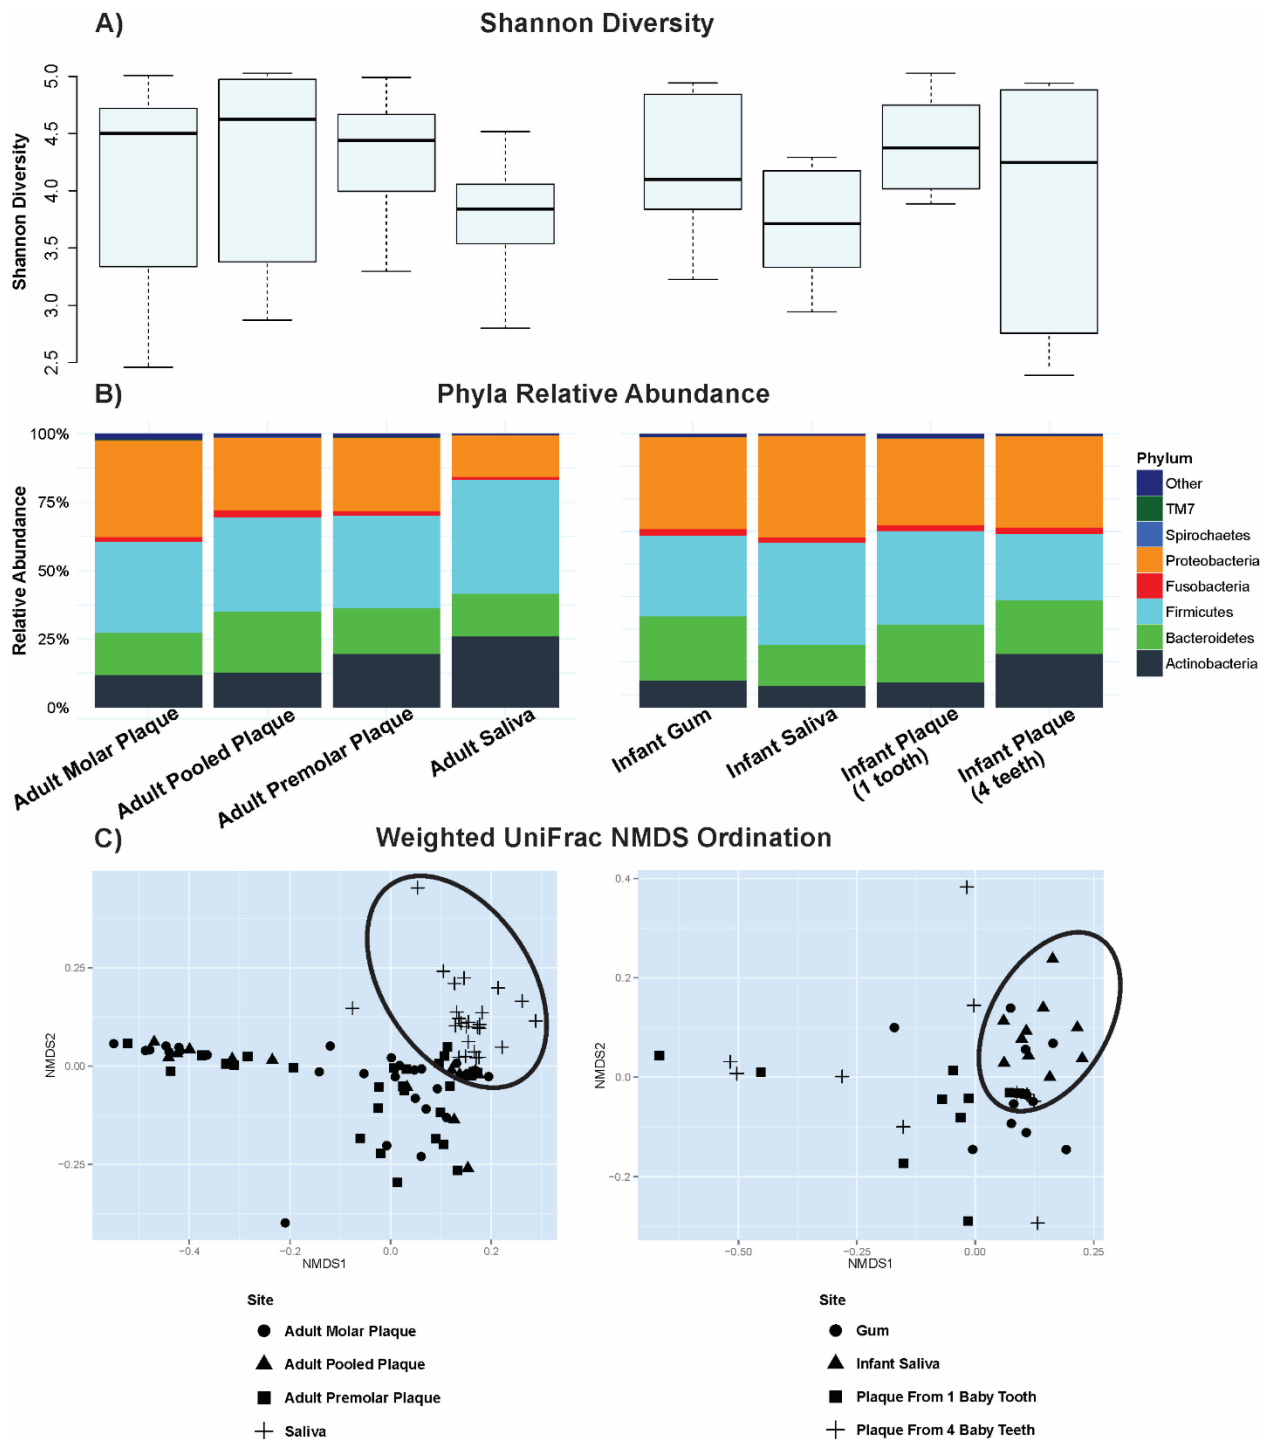 A)
Shannon Diversity
Shannon Diversity
5.0
4.5
4.0
3.5
3.0
2.5
B)
Phyla Relative Abundance
Relative Abundance
100%
75%
50%
25%
0%
Adult Molar Plaque
Adult Pooled Plaque
Adult Premolar Plaque
Adult Saliva
Infant Gum
Infant Saliva
Infant Plaque
(1 tooth)
Infant Plaque
(4 teeth)
Phylum
Other
TM7
Spirochaetes
Proteobacteria
Fusobacteria
Firmicutes
Bacteroidetes
Actinobacteria
C)
Weighted UniFrac NMDS Ordination
NMDS2
0.25
0.00
−0.25
−0.4
−0.2
0.0
0.2
NMDS1
NMDS2
0.4
0.2
0.0
−0.2
−0.50
−0.25
0.00
0.25
NMDS1
Site
Adult Molar Plaque
Adult Pooled Plaque
Adult Premolar Plaque
Saliva
Site
Gum
Infant Saliva
Plaque From 1 Baby Tooth
Plaque From 4 Baby Teeth